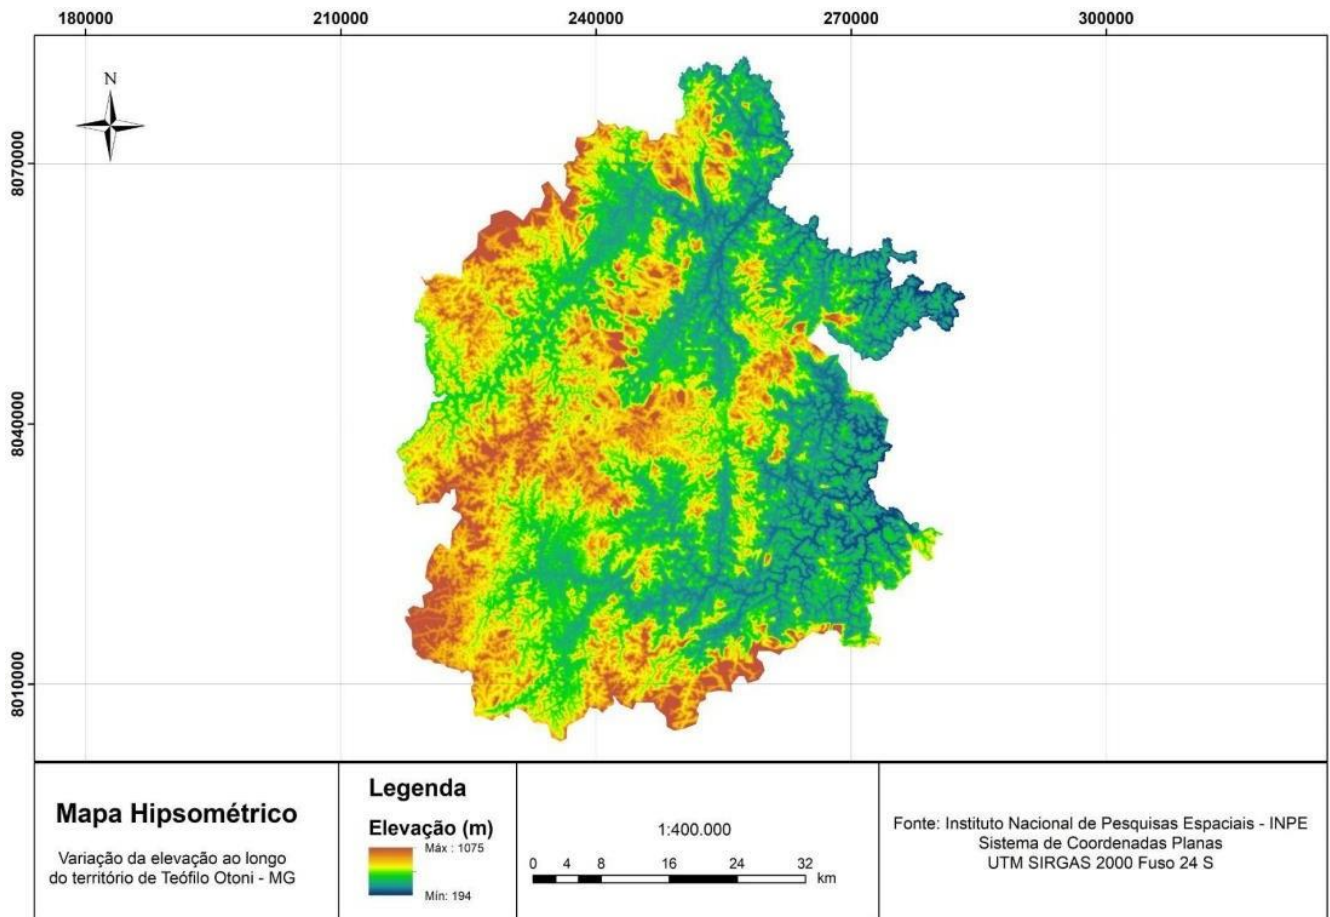 180000
210000
240000
270000
300000
N
8070000
8040000
8010000
Mapa Hipsométrico
Variação da elevação ao longo
do território de Teófilo Otoni - MG
Legenda
Elevação (m)
Máx : 1075
Mín: 194
1:400.000
0 4 8 16 24 32
km
Fonte: Instituto Nacional de Pesquisas Espaciais - INPE
Sistema de Coordenadas Planas
UTM SIRGAS 2000 Fuso 24 S